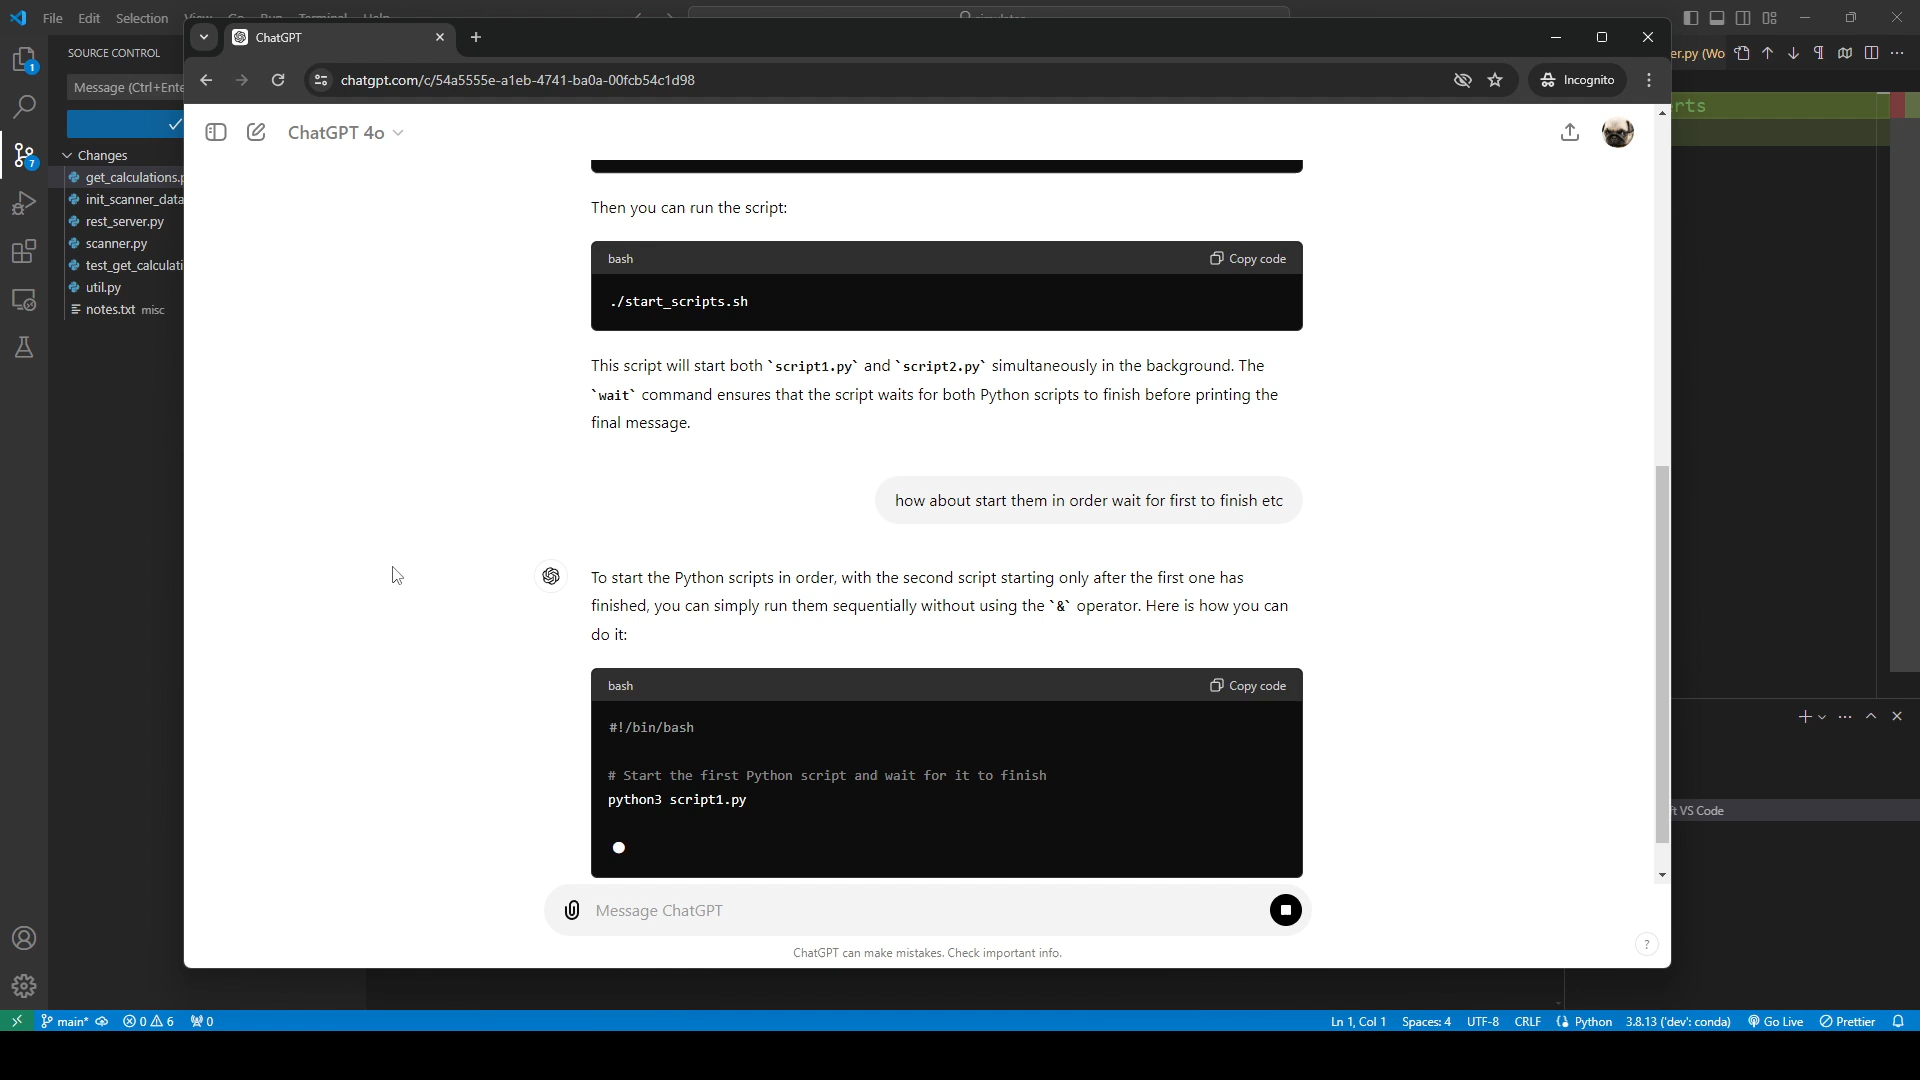 File Edit Selection View Go Run Terminal Help
SOURCE CONTROL
1
Message (Ctrl+Ente
7
Changes
get_calculations.p
init_scanner_data
rest_server.py
scanner.py
test_get_calculati
util.py
notes.txt misc
ChatGPT
chatgpt.com/c/54a5555e-a1eb-4741-ba0a-00fcb54c1d98
Incognito
er.py (Wo
rts
ChatGPT 4o
Then you can run the script:
bash
Copy code
./start_scripts.sh
This script will start both `script1.py` and `script2.py` simultaneously in the background. The
`wait` command ensures that the script waits for both Python scripts to finish before printing the
final message.
how about start them in order wait for first to finish etc
To start the Python scripts in order, with the second script starting only after the first one has
finished, you can simply run them sequentially without using the `&` operator. Here is how you can
do it:
bash
Copy code
#!/bin/bash
# Start the first Python script and wait for it to finish
python3 script1.py
Message ChatGPT
ChatGPT can make mistakes. Check important info.
?
ft VS Code
main* 0 6 0
Ln 1, Col 1 Spaces: 4 UTF-8 CRLF Python 3.8.13 ('dev': conda) Go Live Prettier